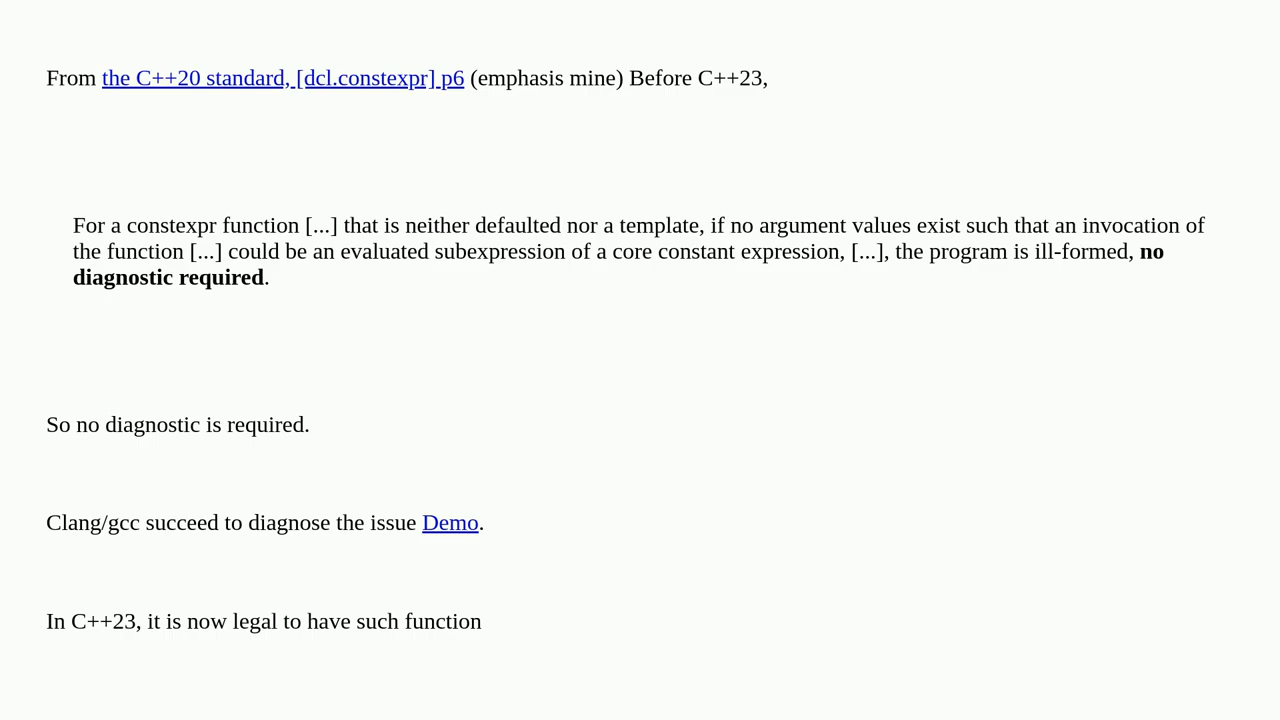 From the C++20 standard, [dcl.constexpr] p6 (emphasis mine) Before C++23,
For a constexpr function [...] that is neither defaulted nor a template, if no argument values exist such that an invocation of
the function [...] could be an evaluated subexpression of a core constant expression, [...], the program is ill-formed, no
diagnostic required.
So no diagnostic is required.
Clang/gcc succeed to diagnose the issue Demo.
In C++23, it is now legal to have such function